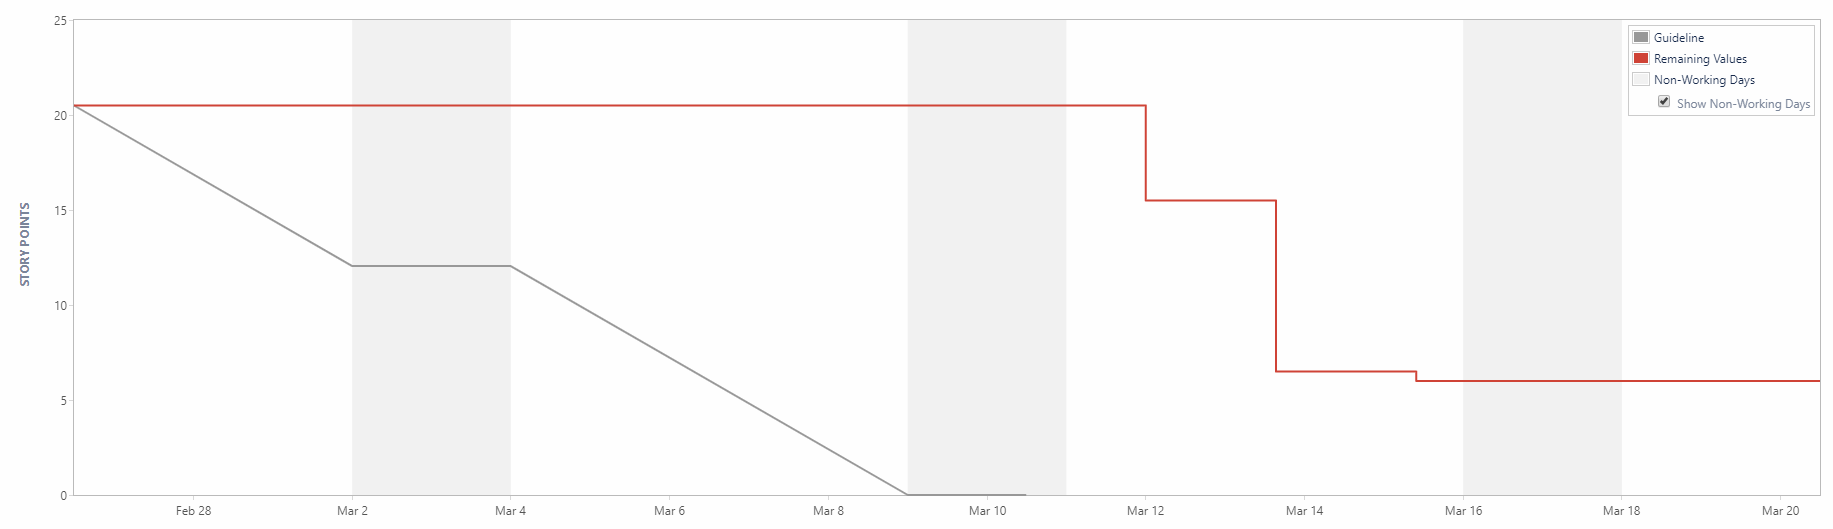 25
20
15
10
5
0
STORY POINTS
Feb 28
Mar 2
Mar 4
Mar 6
Mar 8
Mar 10
Mar 12
Mar 14
Mar 16
Mar 18
Mar 20
Guideline
Remaining Values
Non-Working Days
Show Non-Working Days